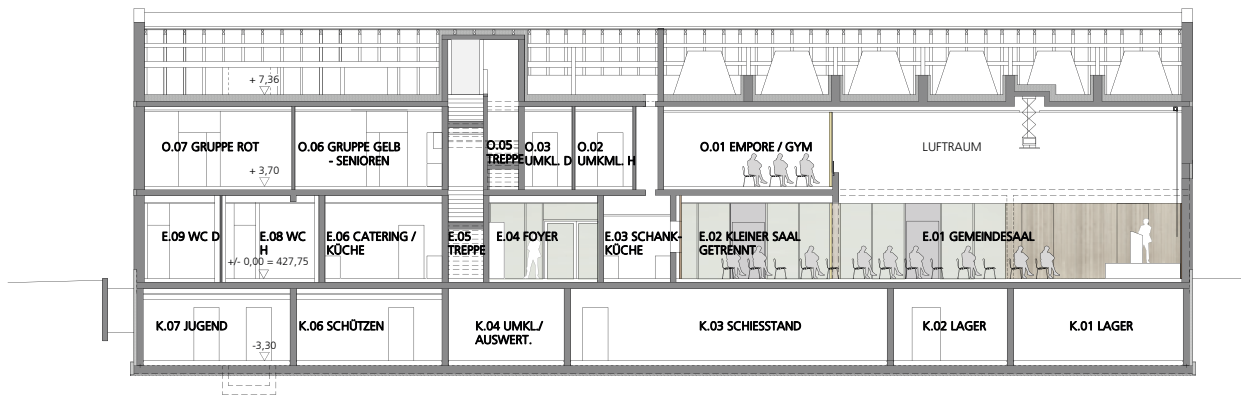 + 7,36
O.07 GRUPPE ROT
O.06 GRUPPE GELB
- SENIOREN
O.05
TREPPE
O.03
UMKL. D
O.02
UMKML. H
O.01 EMPORE / GYM
LUFTRAUM
+ 3,70
E.09 WC D
E.08 WC
H
E.06 CATERING /
KÜCHE
E.05
TREPPE
E.04 FOYER
E.03 SCHANK-
KÜCHE
E.02 KLEINER SAAL
GETRENNT
E.01 GEMEINDESAAL
+/- 0,00 = 427,75
K.07 JUGEND
K.06 SCHÜTZEN
K.04 UMKL/
AUSWERT.
K.03 SCHIESSTAND
K.02 LAGER
K.01 LAGER
-3,30